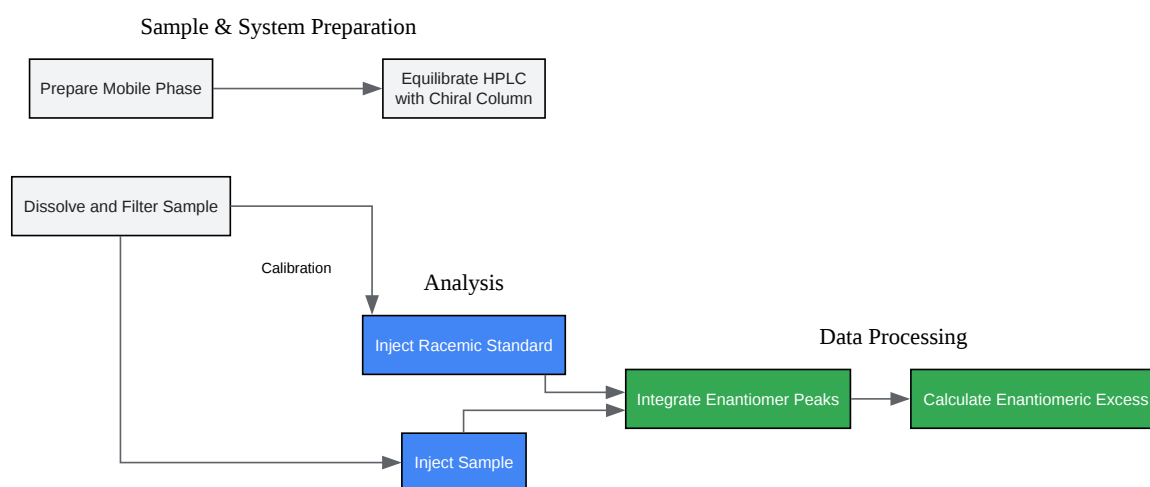 Sample & System Preparation
Prepare Mobile Phase
Equilibrate HPLC
with Chiral Column
Dissolve and Filter Sample
Calibration
Analysis
Inject Racemic Standard
Data Processing
Integrate Enantiomer Peaks
Calculate Enantiomeric Excess
Inject Sample